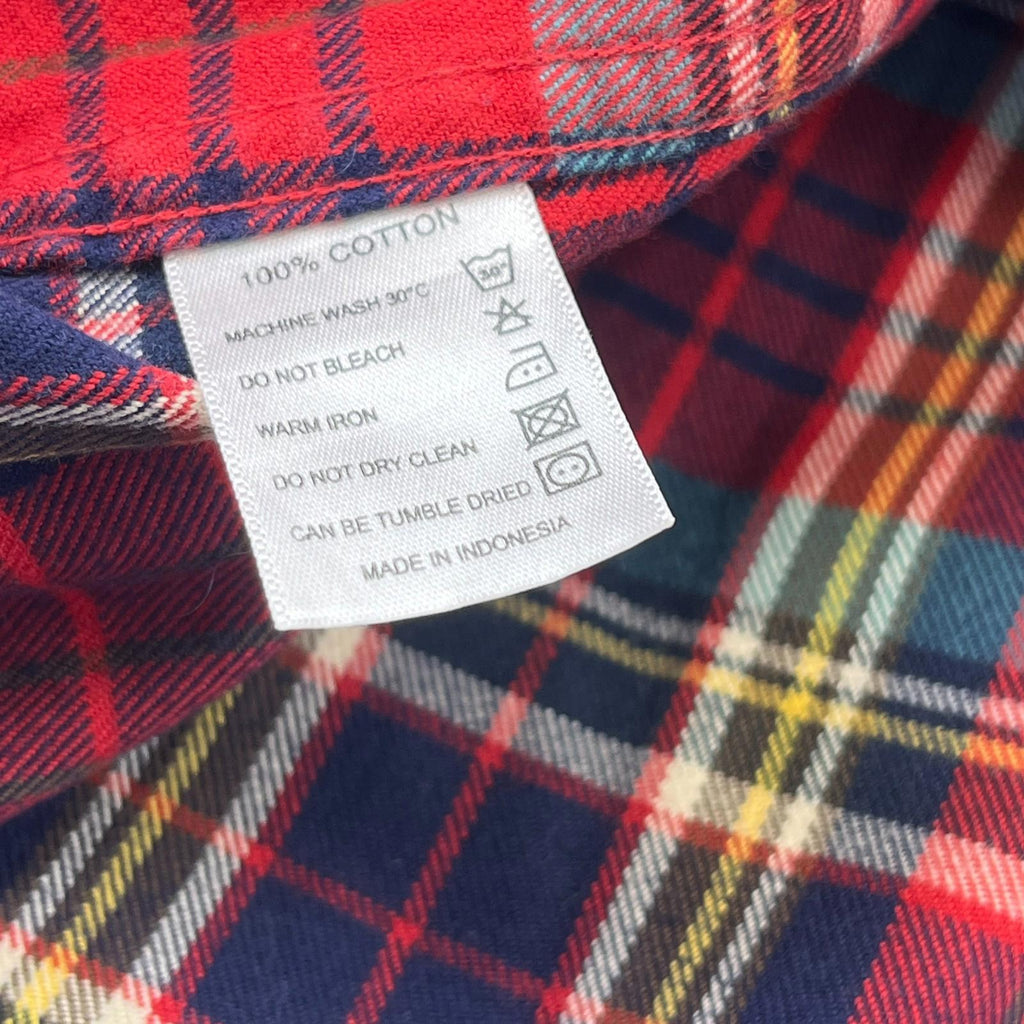 100% COTTON
MACHINE WASH 30°C
30°
DO NOT BLEACH
WARM IRON
DO NOT DRY CLEAN
CAN BE TUMBLE DRIED
MADE IN INDONESIA